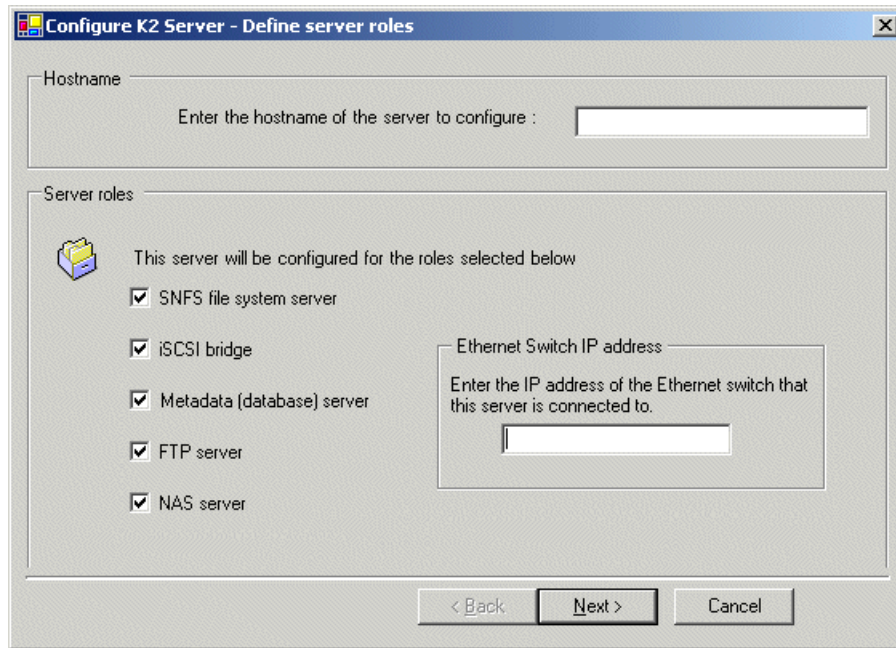 Configure K2 Server - Define server roles
Hostname
Enter the hostname of the server to configure :
Server roles
This server will be configured for the roles selected below
SNFS file system server
iSCSI bridge
Metadata (database) server
FTP server
NAS server
Ethernet Switch IP address
Enter the IP address of the Ethernet switch that
this server is connected to.
< Back
Next >
Cancel